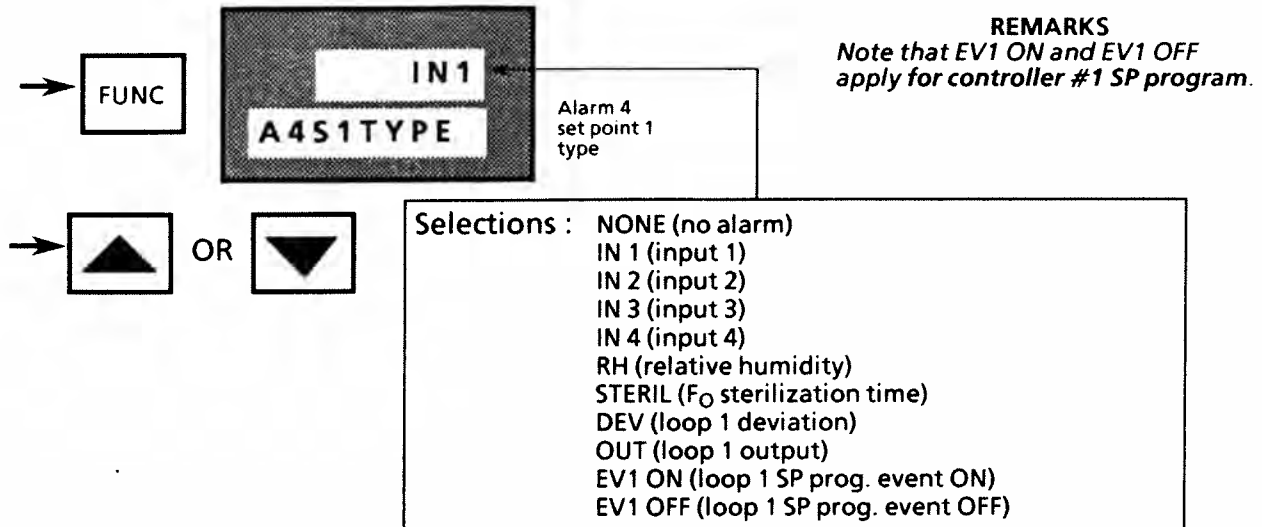 FUNC
IN1
A4S1TYPE
Alarm 4
set point 1
type
REMARKS
Note that EV1 ON and EV1 OFF
apply for controller #1 SP program.
OR
Selections : NONE (no alarm)
IN 1 (input 1)
IN 2 (input 2)
IN 3 (input 3)
IN 4 (input 4)
RH (relative humidity)
STERIL (FO sterilization time)
DEV (loop 1 deviation)
OUT (loop 1 output)
EV1 ON (loop 1 SP prog. event ON)
EV1 OFF (loop 1 SP prog. event OFF)